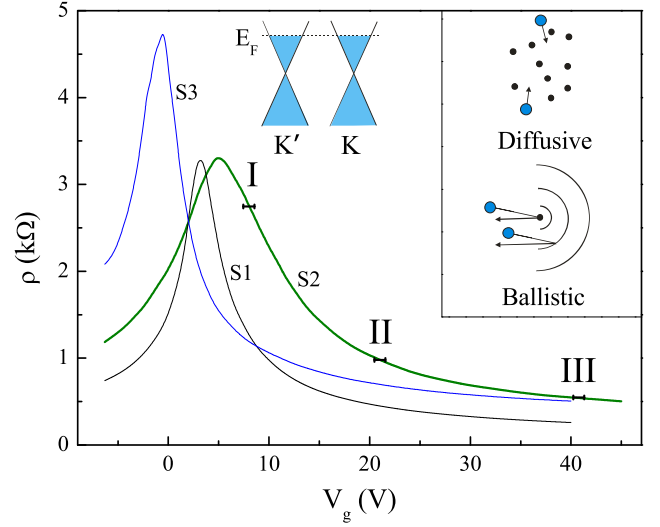 5
4
3
2
1
0
ρ (kΩ)
0
10
20
30
40
V_g (V)
S3
S1
S2
I
II
III
E_F
K′
K
Diffusive
Ballistic